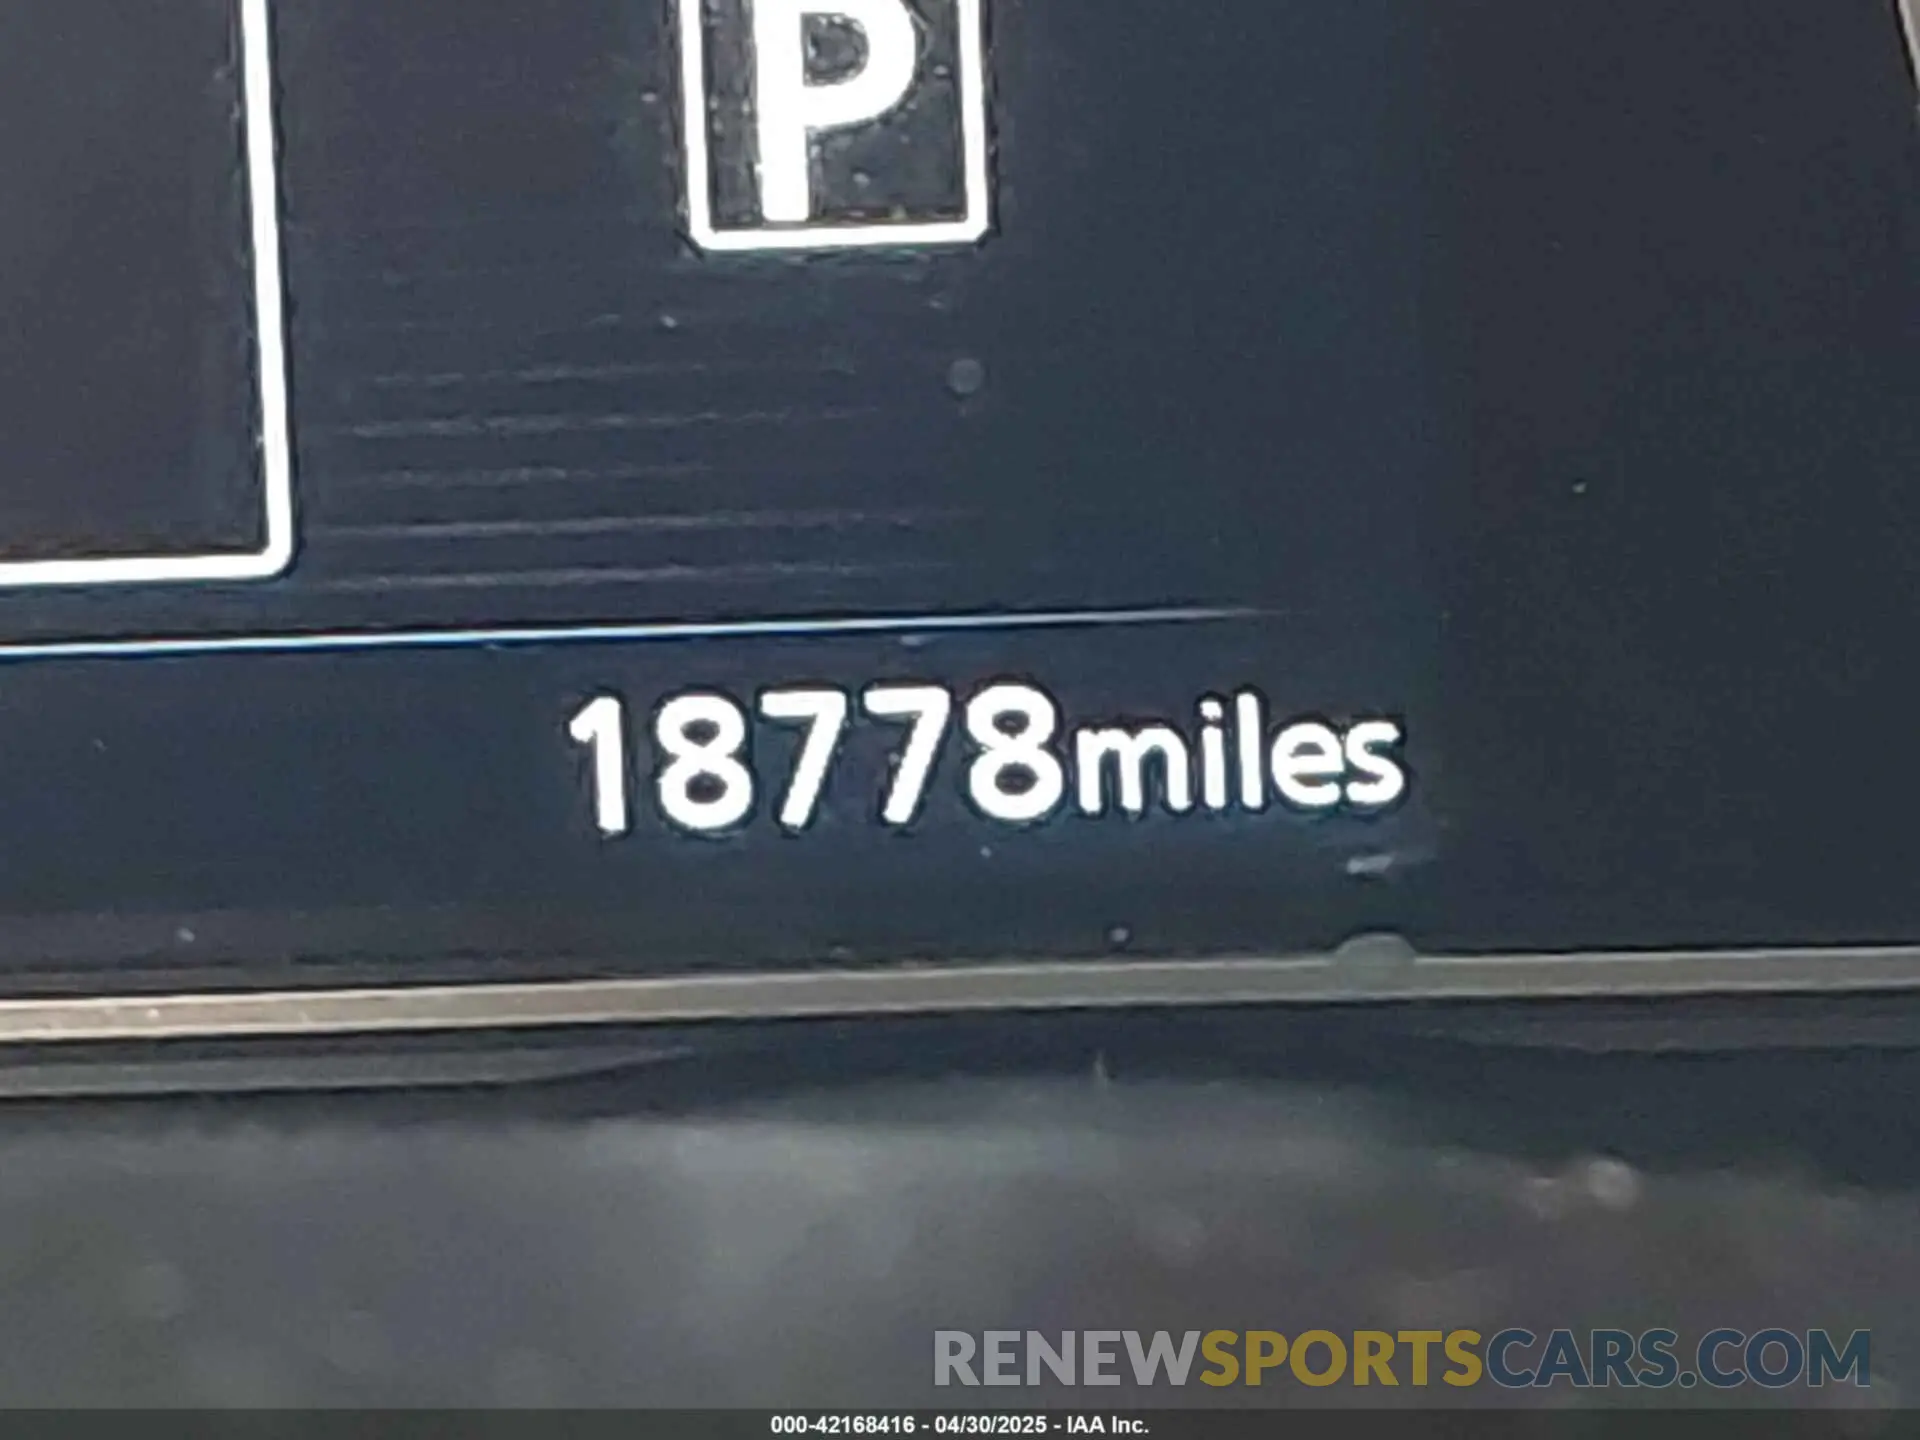 P
18778miles
RENEWSPORTSCARS.COM
000-42168416 - 04/30/2025 - IAA Inc.